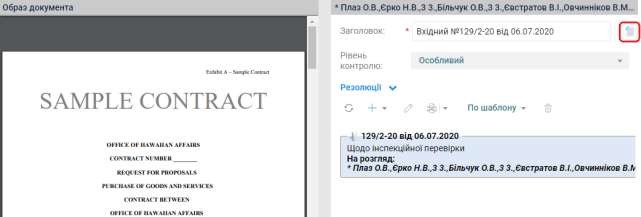 Образ документа
Exhibit A – Sample Contract
SAMPLE CONTRACT
OFFICE OF HAWAIIAN AFFAIRS
CONTRACT NUMBER ________
REQUEST FOR PROPOSALS
PURCHASE OF GOODS AND SERVICES
CONTRACT BETWEEN
OFFICE OF HAWAIIAN AFFAIRS
* Плаз О.В.,Єрко Н.В.,З З.,Більчук О.В.,З З.,Євстратов В.І.,Овчинніков В.М...
Заголовок: * Вхідний №129/2-20 від 06.07.2020
Рівень
контролю: Особливий
Резолюції
По шаблону
129/2-20 від 06.07.2020
Щодо інспекційної перевірки
На розгляд:
* Плаз О.В.,Єрко Н.В.,З З.,Більчук О.В.,З З.,Євстратов В.І.,Овчинніков В.М